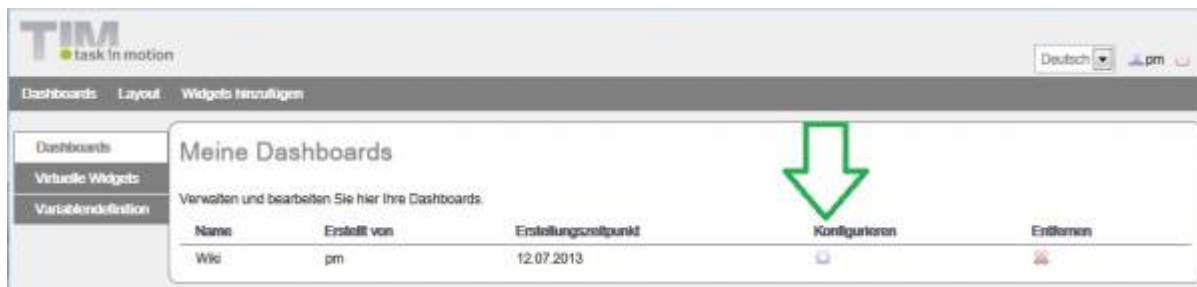 TIM
task in motion
Deutsch pm
Dashboards Layout Widgets hinzufügen
Dashboards
Virtuelle Widgets
Variablendefinition
Meine Dashboards
Verwalten und bearbeiten Sie hier Ihre Dashboards.
Name Erstellt von Erstellungszeitpunkt Konfigurieren Entfernen
Wiki pm 12.07.2013